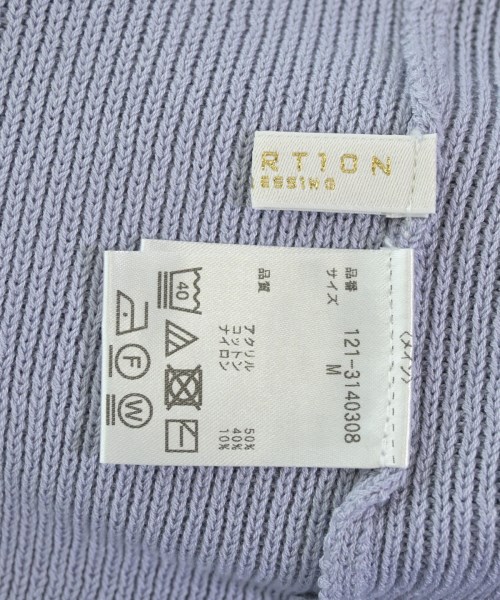 RT1ON
ESSING
〈メイン〉
品番 121-3140308
サイズ M
品質
アクリル 50%
コットン 40%
ナイロン 10%
40
F
W